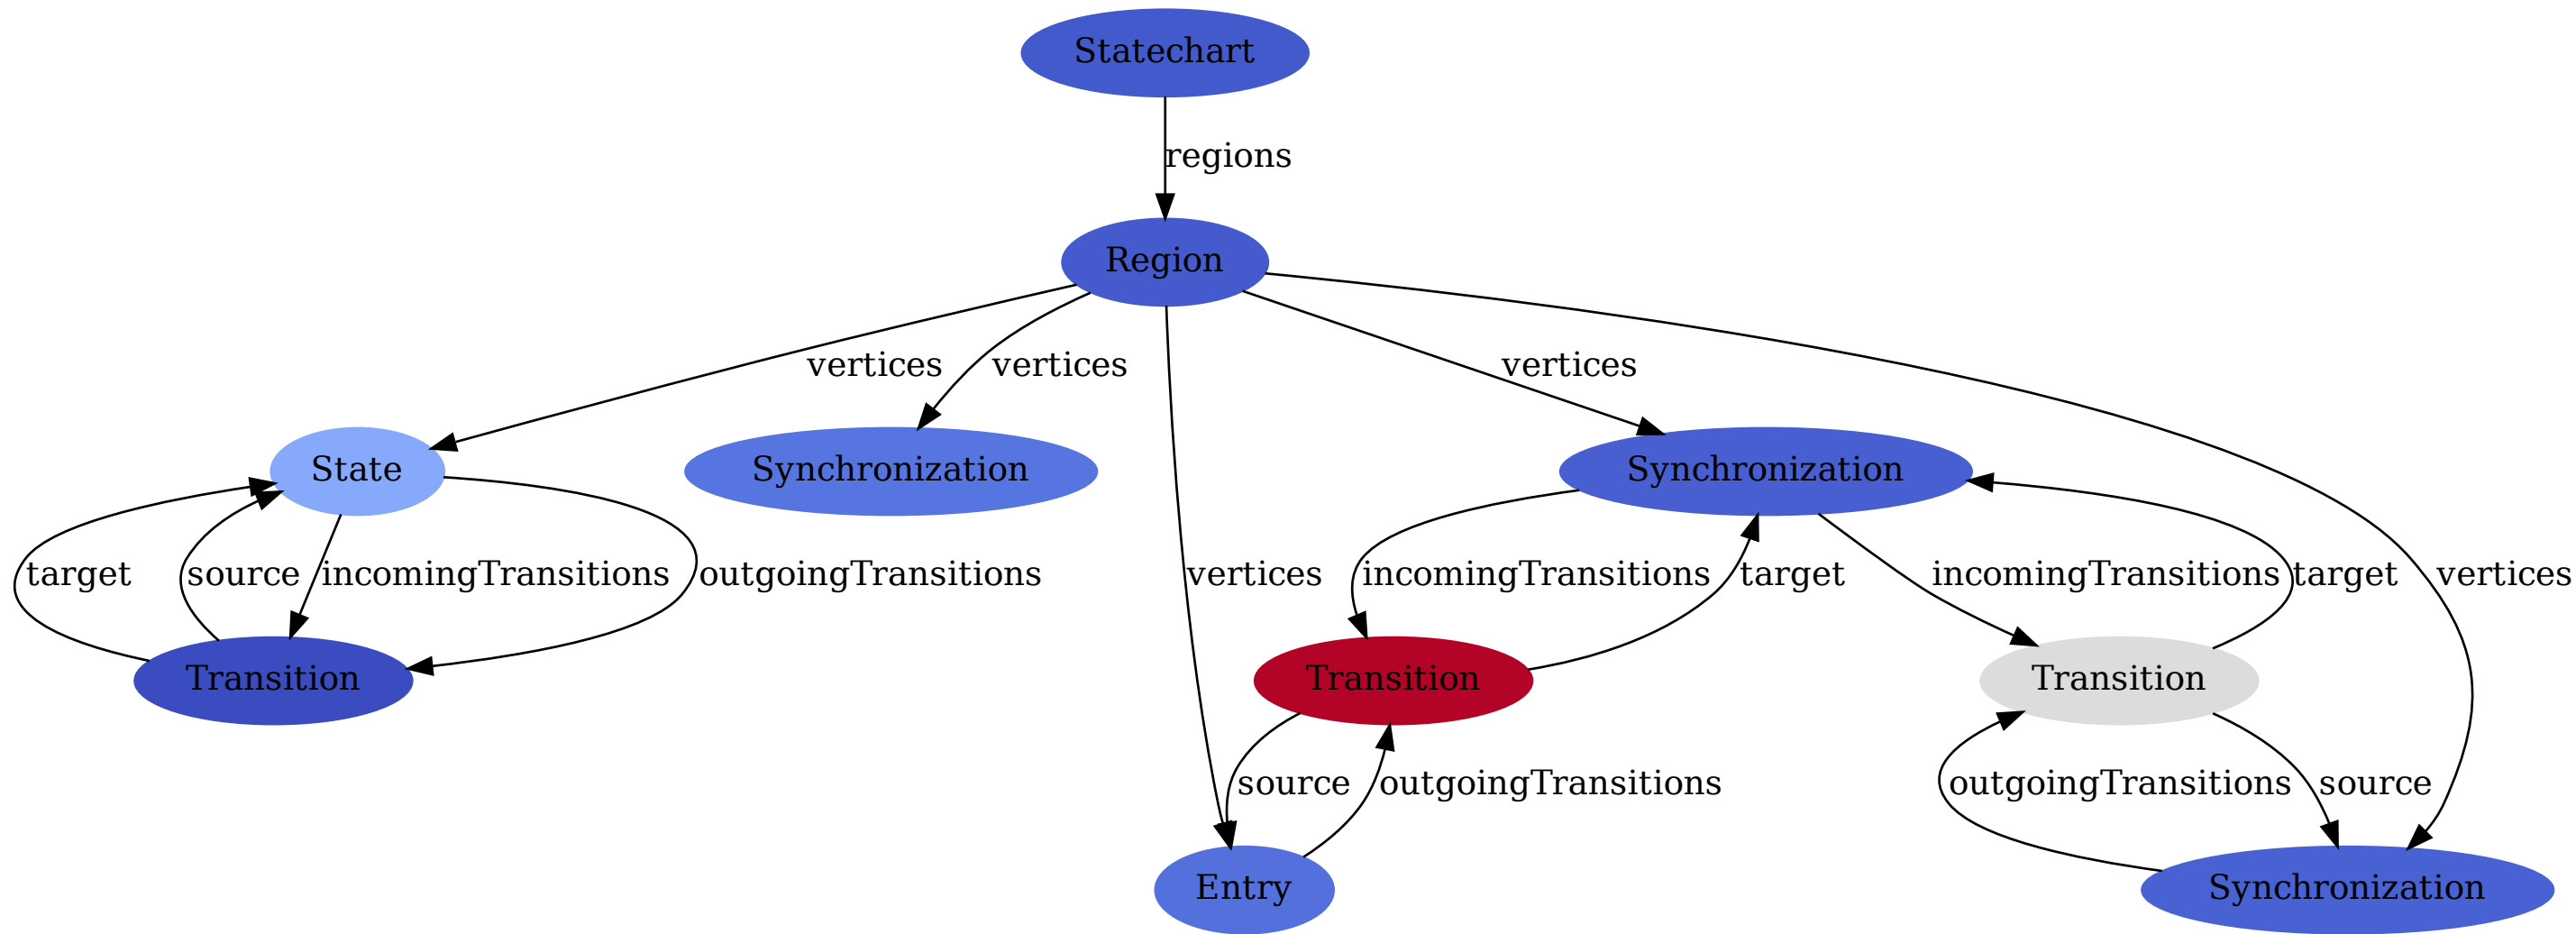 Statechart
regions
Region
vertices
vertices
vertices
State
Synchronization
Synchronization
target
source
incomingTransitions
outgoingTransitions
vertices
incomingTransitions
target
incomingTransitions
target
vertices
Transition
Transition
Transition
source
outgoingTransitions
outgoingTransitions
source
Entry
Synchronization